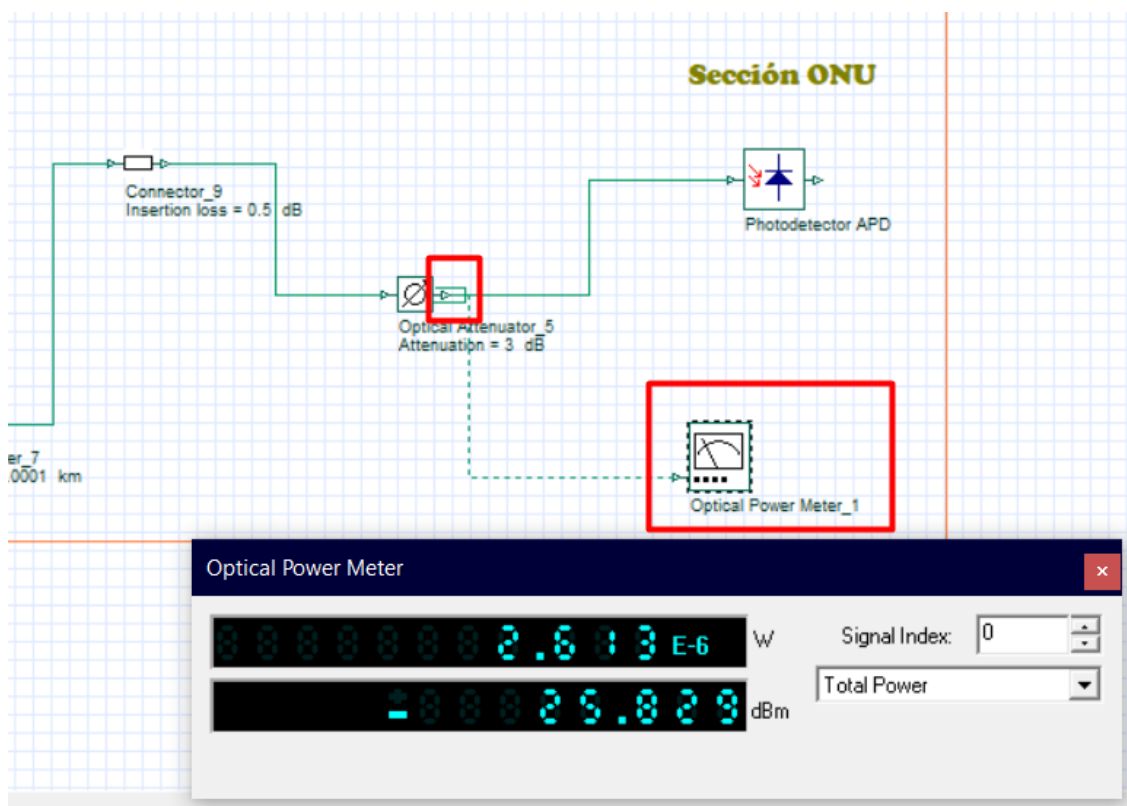 Sección ONU
Connector_9
Insertion loss = 0.5 dB
Photodetector APD
Optical Attenuator_5
Attenuation = 3 dB
er_7
.0001 km
Optical Power Meter_1
Optical Power Meter
2.613 E-6 W
Signal Index: 0
Total Power
- 25.829 dBm